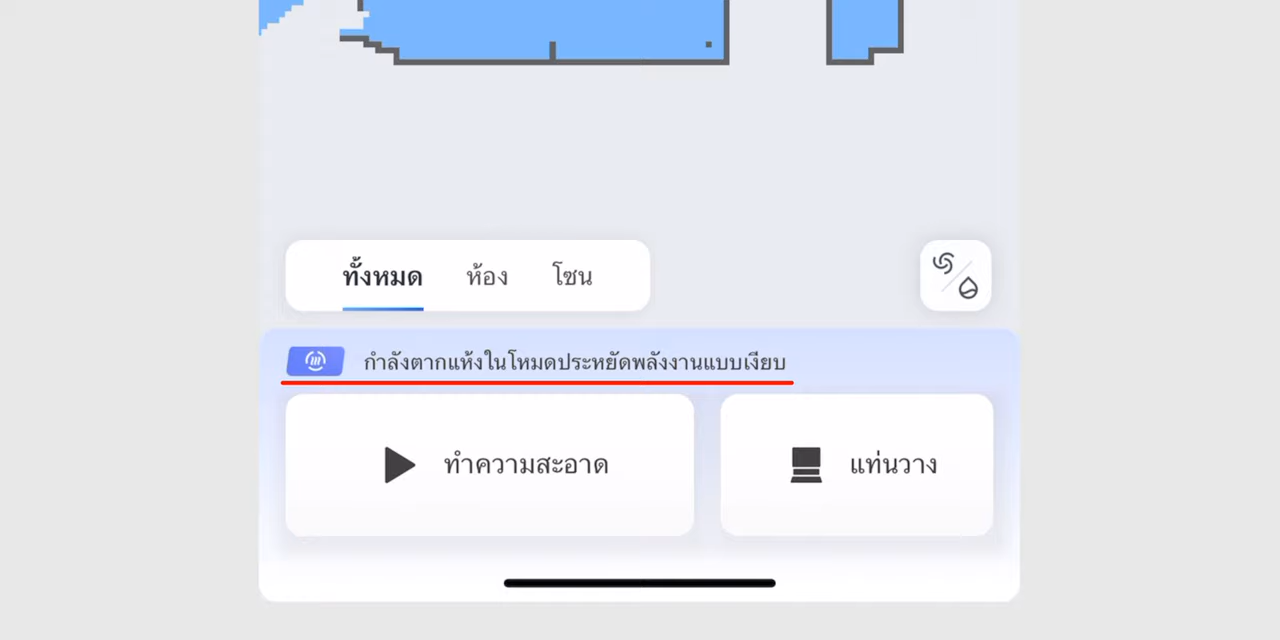 ทั้งหมด ห้อง โซน
กำลังตากแห้งในโหมดประหยัดพลังงานแบบเงียบ
ทำความสะอาด แท่นวาง